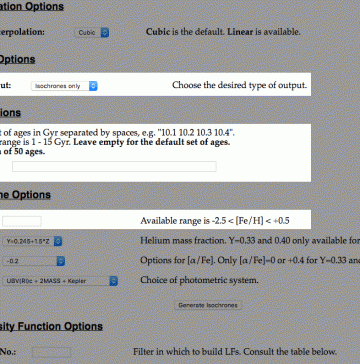 ation Options
erpolation: Cubic Cubic is the default. Linear is available.
Options
ut: Isochrones only Choose the desired type of output.
ions
t of ages in Gyr separated by spaces, e.g. "10.1 10.2 10.3 10.4".
range is 1 - 15 Gyr. Leave empty for the default set of ages.
n of 50 ages.
ne Options
Available range is -2.5 < [Fe/H] < +0.5
Y=0.245+1.5*Z Helium mass fraction. Y=0.33 and 0.40 only available for
-0.2 Options for [α/Fe]. Only [α/Fe]=0 or +0.4 for Y=0.33 and
UBV(RI)c + 2MASS + Kepler Choice of photometric system.
Generate Isochrones
sity Function Options
No.: Filter in which to build LFs. Consult the table below.